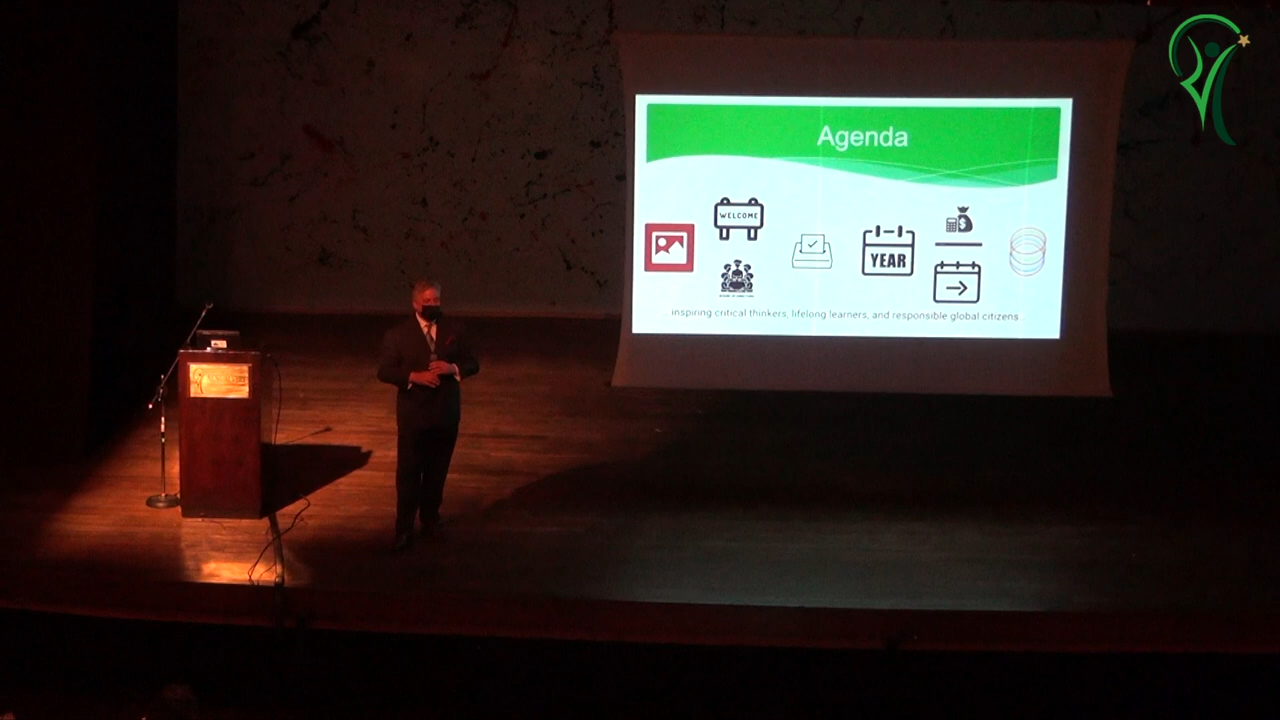 Agenda
WELCOME
YEAR
... inspiring critical thinkers, lifelong learners, and responsible global citizens...